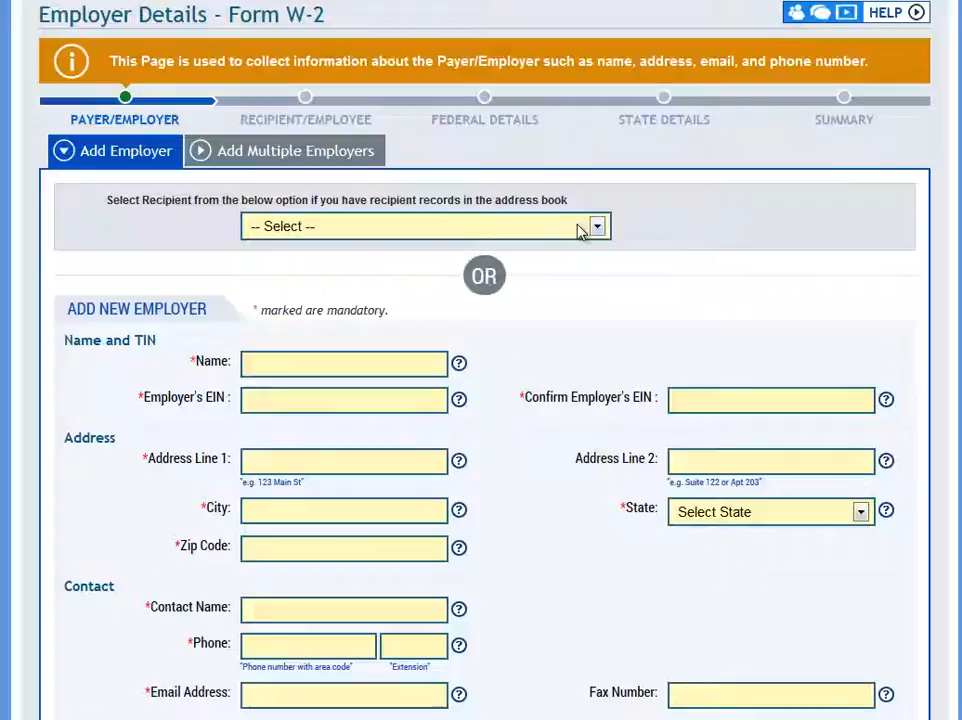 Employer Details - Form W-2
HELP
This Page is used to collect information about the Payer/Employer such as name, address, email, and phone number.
PAYER/EMPLOYER RECIPIENT/EMPLOYEE FEDERAL DETAILS STATE DETAILS SUMMARY
Add Employer Add Multiple Employers
Select Recipient from the below option if you have recipient records in the address book
-- Select --
OR
ADD NEW EMPLOYER * marked are mandatory.
Name and TIN
*Name: ?
*Employer's EIN : ? *Confirm Employer's EIN : ?
Address
*Address Line 1: ? Address Line 2: ?
"e.g. 123 Main St" "e.g. Suite 122 or Apt 203"
*City: ? *State: Select State ?
*Zip Code: ?
Contact
*Contact Name: ?
*Phone: ?
"Phone number with area code" "Extension"
*Email Address: ? Fax Number: ?